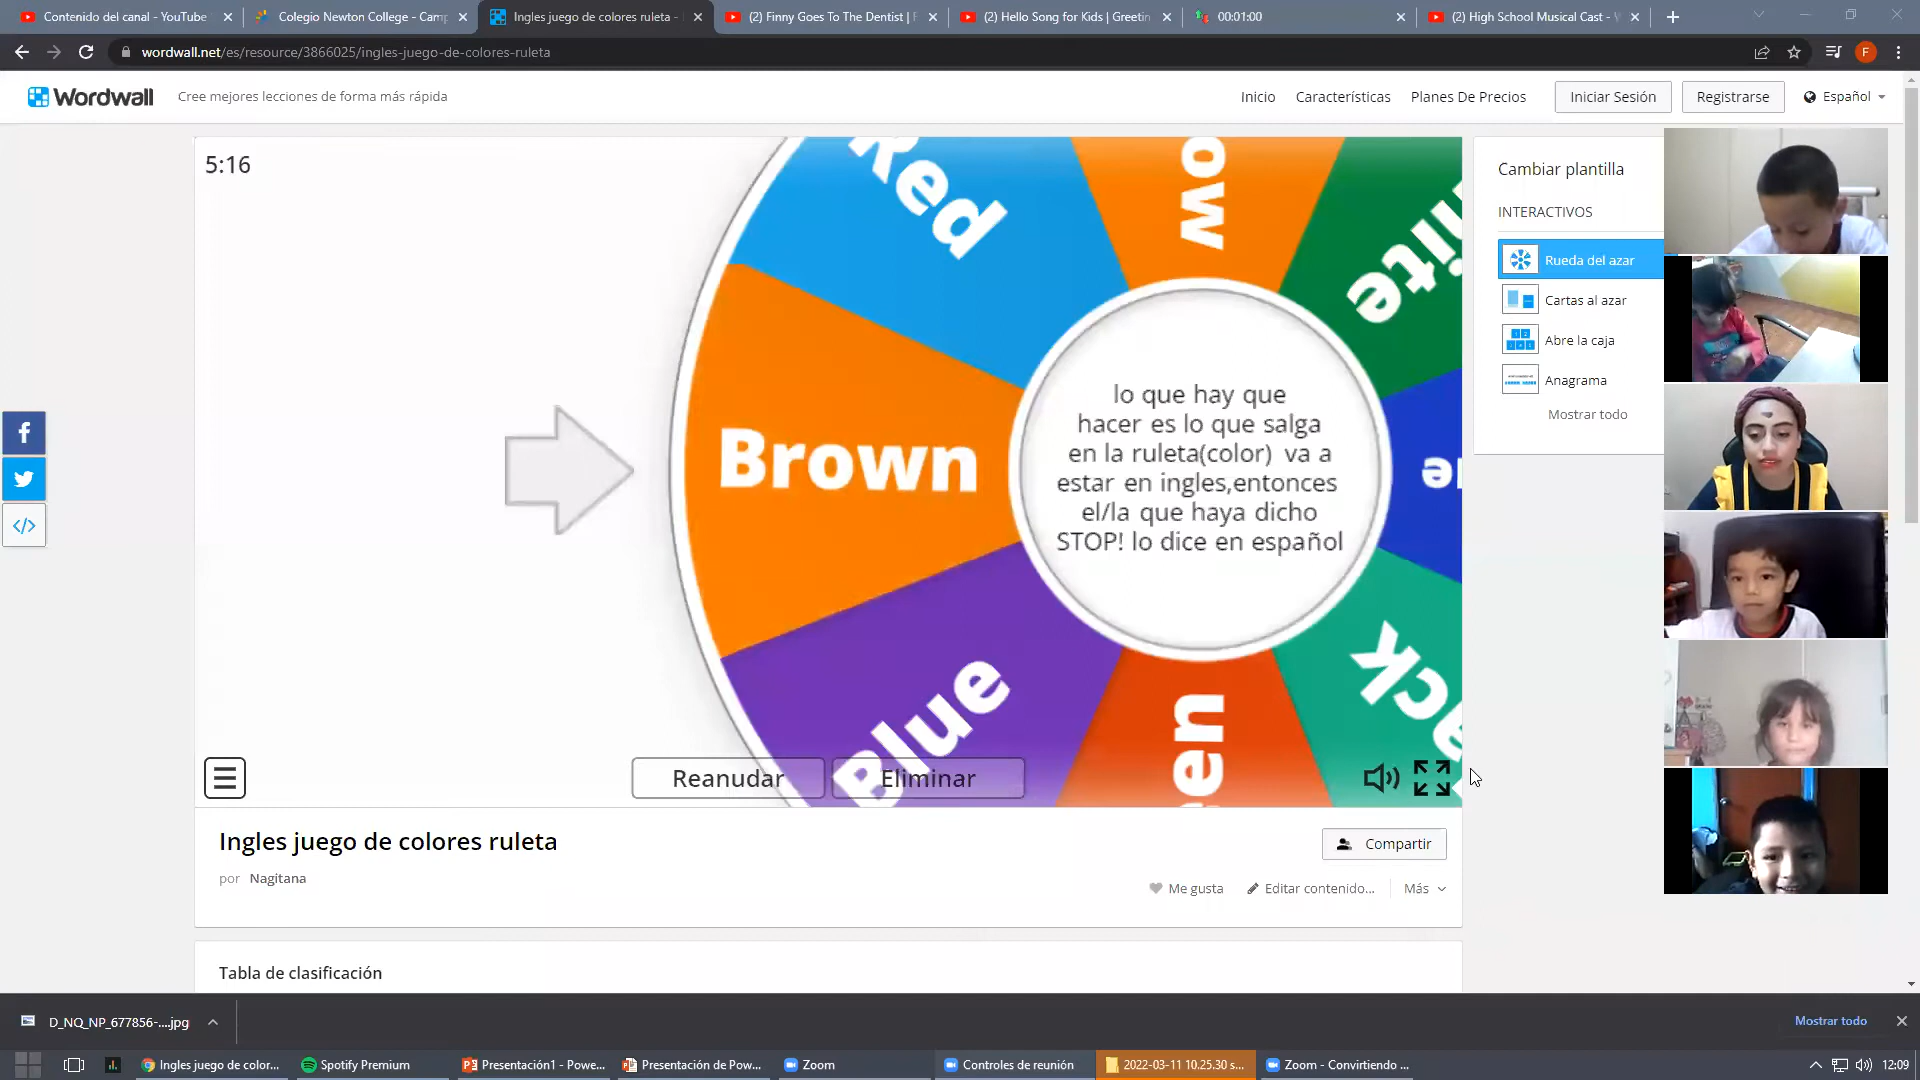 Contenido del canal - YouTube
Colegio Newton College - Camp
Ingles juego de colores ruleta -
(2) Finny Goes To The Dentist | F
(2) Hello Song for Kids | Greetin
00:01:00
(2) High School Musical Cast - W
wordwall.net/es/resource/3866025/ingles-juego-de-colores-ruleta
F
Wordwall
Cree mejores lecciones de forma más rápida
Inicio
Características
Planes De Precios
Iniciar Sesión
Registrarse
Español
5:16
Red
ow
ite
Brown
lo que hay que
hacer es lo que salga
en la ruleta(color) va a
estar en ingles,entonces
el/la que haya dicho
STOP! lo dice en español
ue
Blue
en
ack
Reanudar
Eliminar
Cambiar plantilla
INTERACTIVOS
Rueda del azar
Cartas al azar
Abre la caja
Anagrama
Mostrar todo
Ingles juego de colores ruleta
por Nagitana
Compartir
Me gusta
Editar contenido...
Más
Tabla de clasificación
D_NQ_NP_677856-....jpg
Mostrar todo
Ingles juego de color...
Spotify Premium
Presentación1 - Powe...
Presentación de Pow...
Zoom
Controles de reunión
2022-03-11 10.25.30 s...
Zoom - Convirtiendo ...
12:09